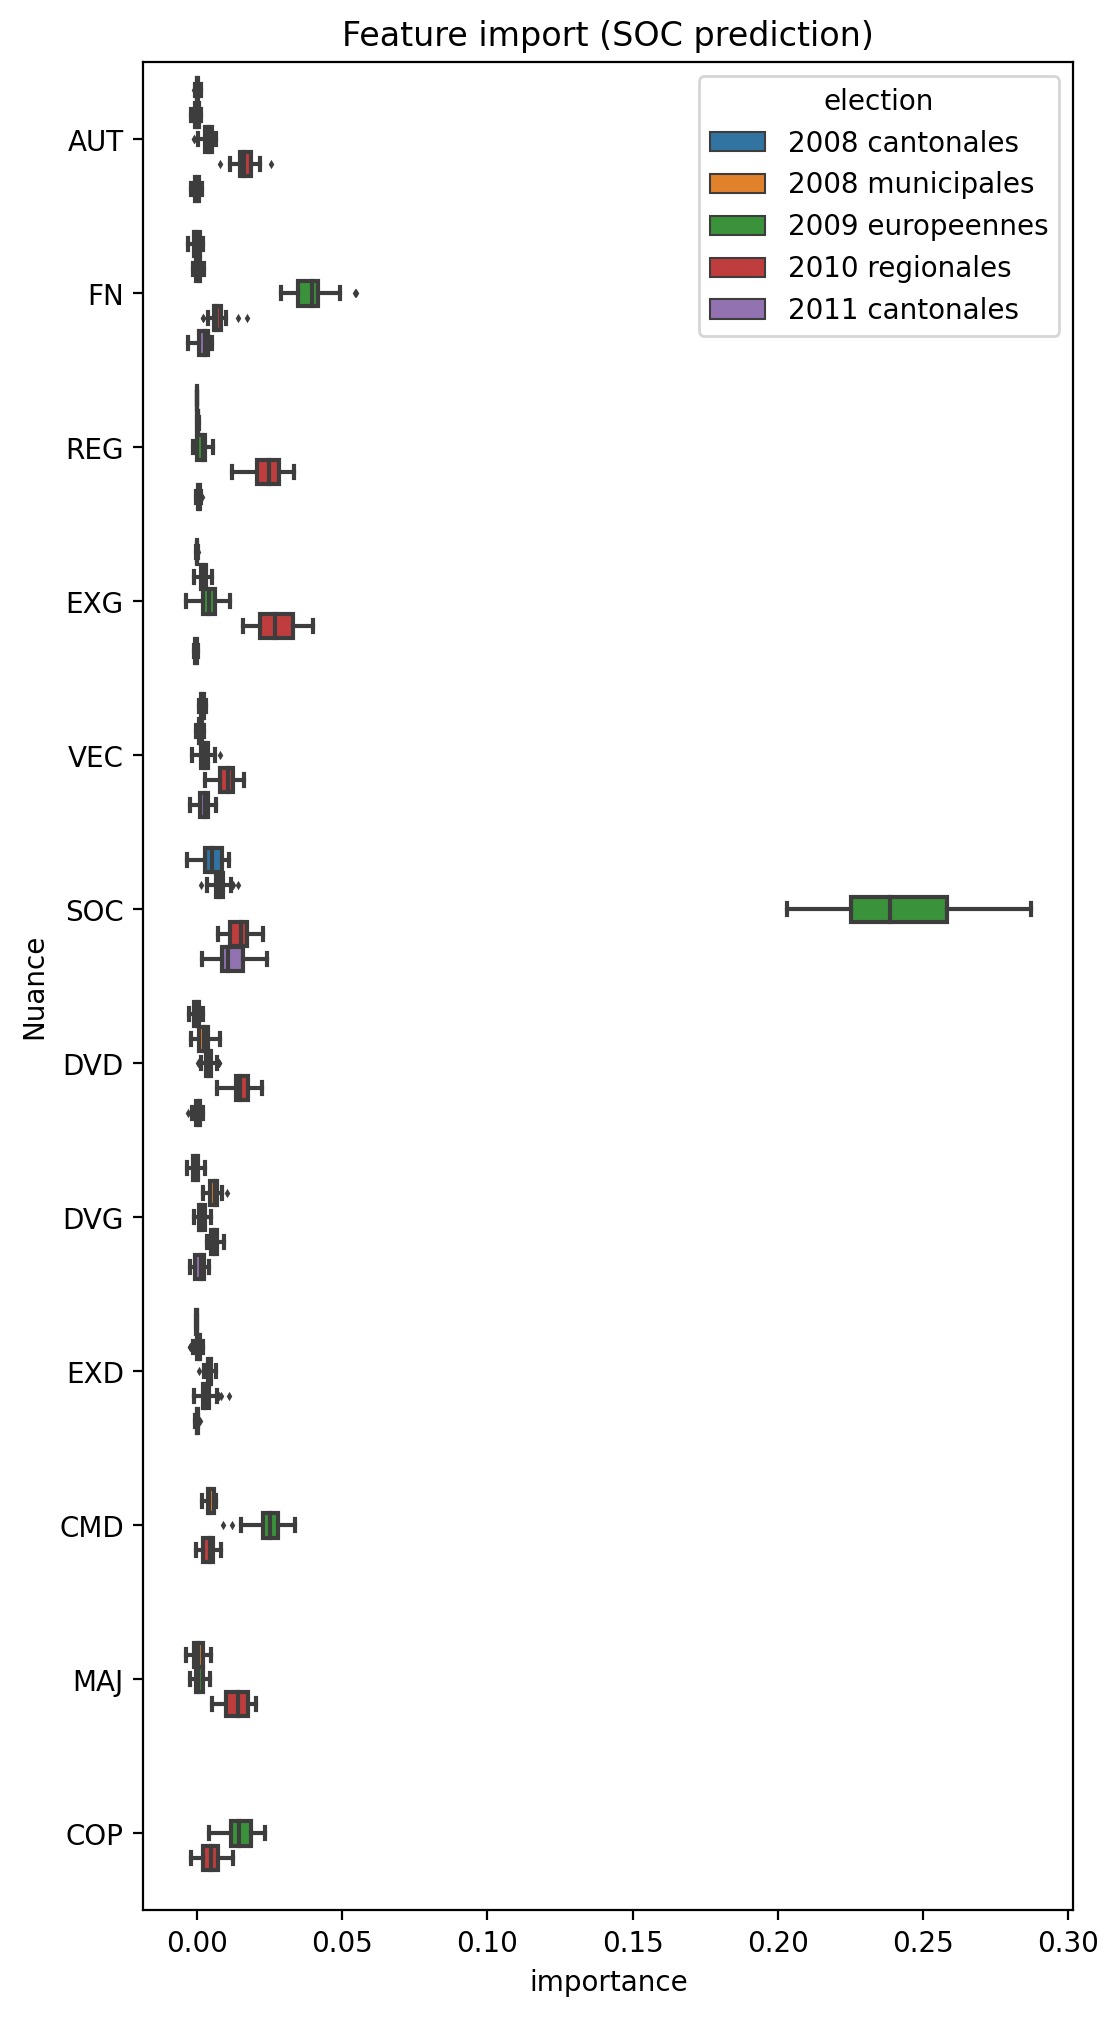 Feature import (SOC prediction)
election
2008 cantonales
2008 municipales
2009 europeennes
2010 regionales
2011 cantonales
AUT
FN
REG
EXG
VEC
SOC
DVD
DVG
EXD
CMD
MAJ
COP
Nuance
0.00 0.05 0.10 0.15 0.20 0.25 0.30
importance